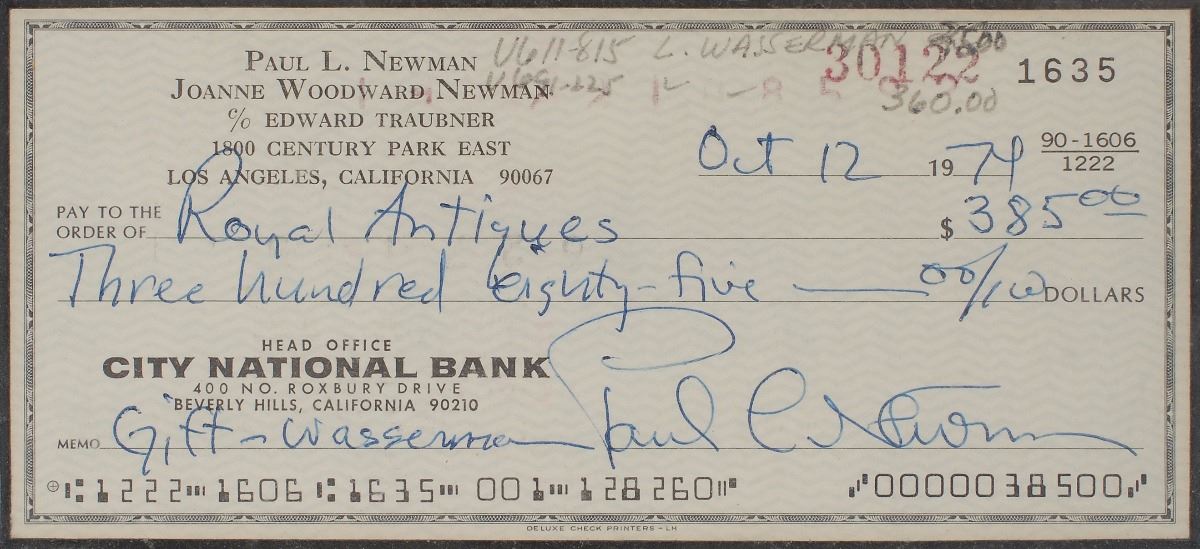 V611-815 L. WASSERMAN
30122 1635
360.00
PAUL L. NEWMAN
JOANNE WOODWARD NEWMAN
c/o EDWARD TRAUBNER
1800 CENTURY PARK EAST
LOS ANGELES, CALIFORNIA 90067
Oct 12 1974
90-1606
1222
PAY TO THE
ORDER OF Royal Antiques $ 385 00
Three hundred eighty-five — 00/100 DOLLARS
HEAD OFFICE
CITY NATIONAL BANK
400 NO. ROXBURY DRIVE
BEVERLY HILLS, CALIFORNIA 90210
MEMO Gift - Wasserman Paul L Newman
1222 1606 1635 001 128260 0000038500
DELUXE CHECK PRINTERS - LH